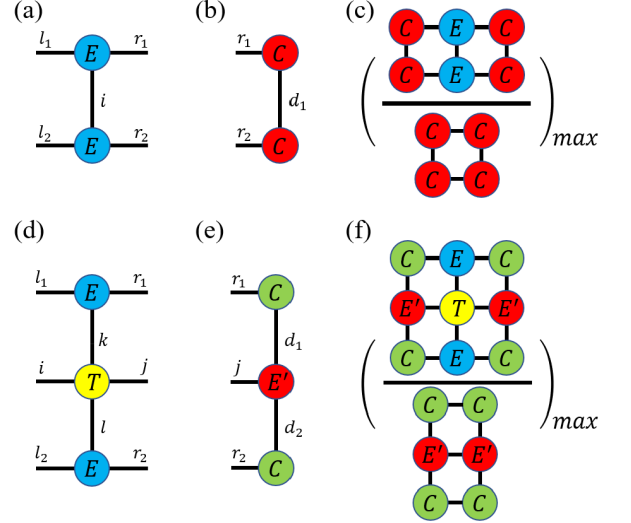 (a) (b) (c)
l₁ E r₁ r₁ C C E C
i d₁ C E C
l₂ E r₂ r₂ C max
C C
C C
(d) (e) (f)
l₁ E r₁ r₁ C C E C
k d₁
i T j j E′ E′ T E′
l d₂ C E C
l₂ E r₂ r₂ C max
C C
E′ E′
C C